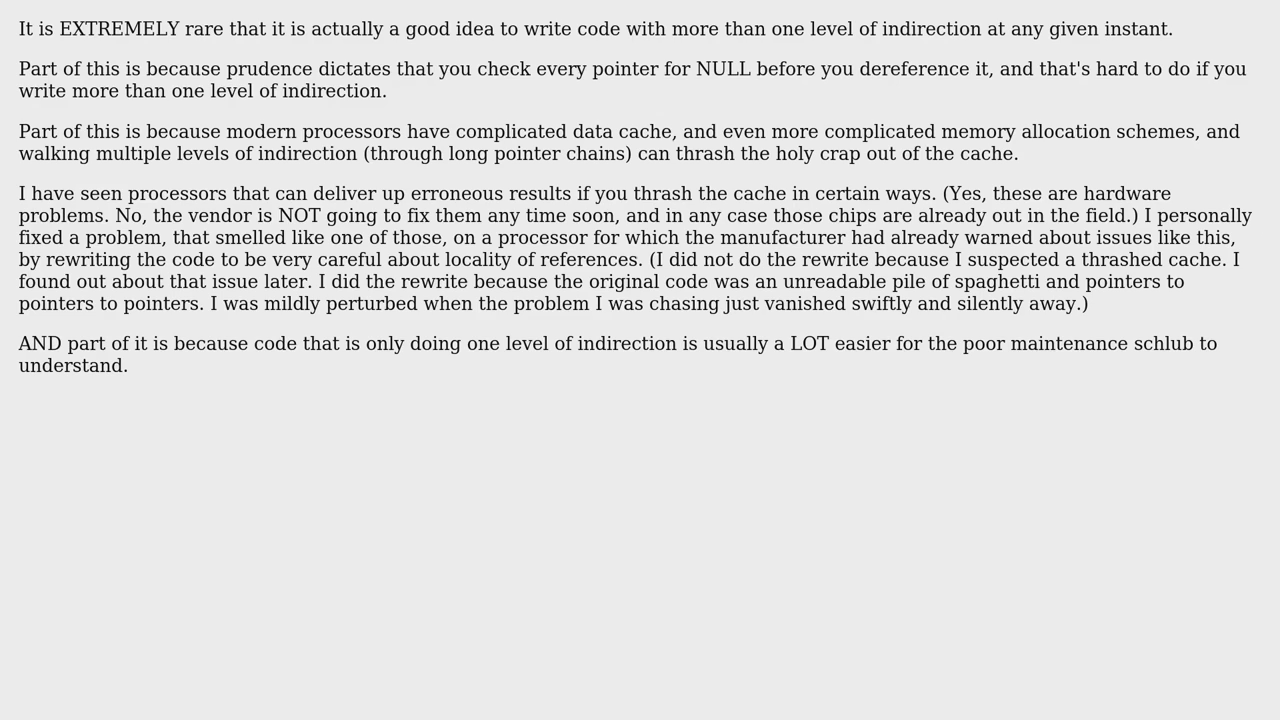 It is EXTREMELY rare that it is actually a good idea to write code with more than one level of indirection at any given instant.
Part of this is because prudence dictates that you check every pointer for NULL before you dereference it, and that's hard to do if you
write more than one level of indirection.
Part of this is because modern processors have complicated data cache, and even more complicated memory allocation schemes, and
walking multiple levels of indirection (through long pointer chains) can thrash the holy crap out of the cache.
I have seen processors that can deliver up erroneous results if you thrash the cache in certain ways. (Yes, these are hardware
problems. No, the vendor is NOT going to fix them any time soon, and in any case those chips are already out in the field.) I personally
fixed a problem, that smelled like one of those, on a processor for which the manufacturer had already warned about issues like this,
by rewriting the code to be very careful about locality of references. (I did not do the rewrite because I suspected a thrashed cache. I
found out about that issue later. I did the rewrite because the original code was an unreadable pile of spaghetti and pointers to
pointers to pointers. I was mildly perturbed when the problem I was chasing just vanished swiftly and silently away.)
AND part of it is because code that is only doing one level of indirection is usually a LOT easier for the poor maintenance schlub to
understand.